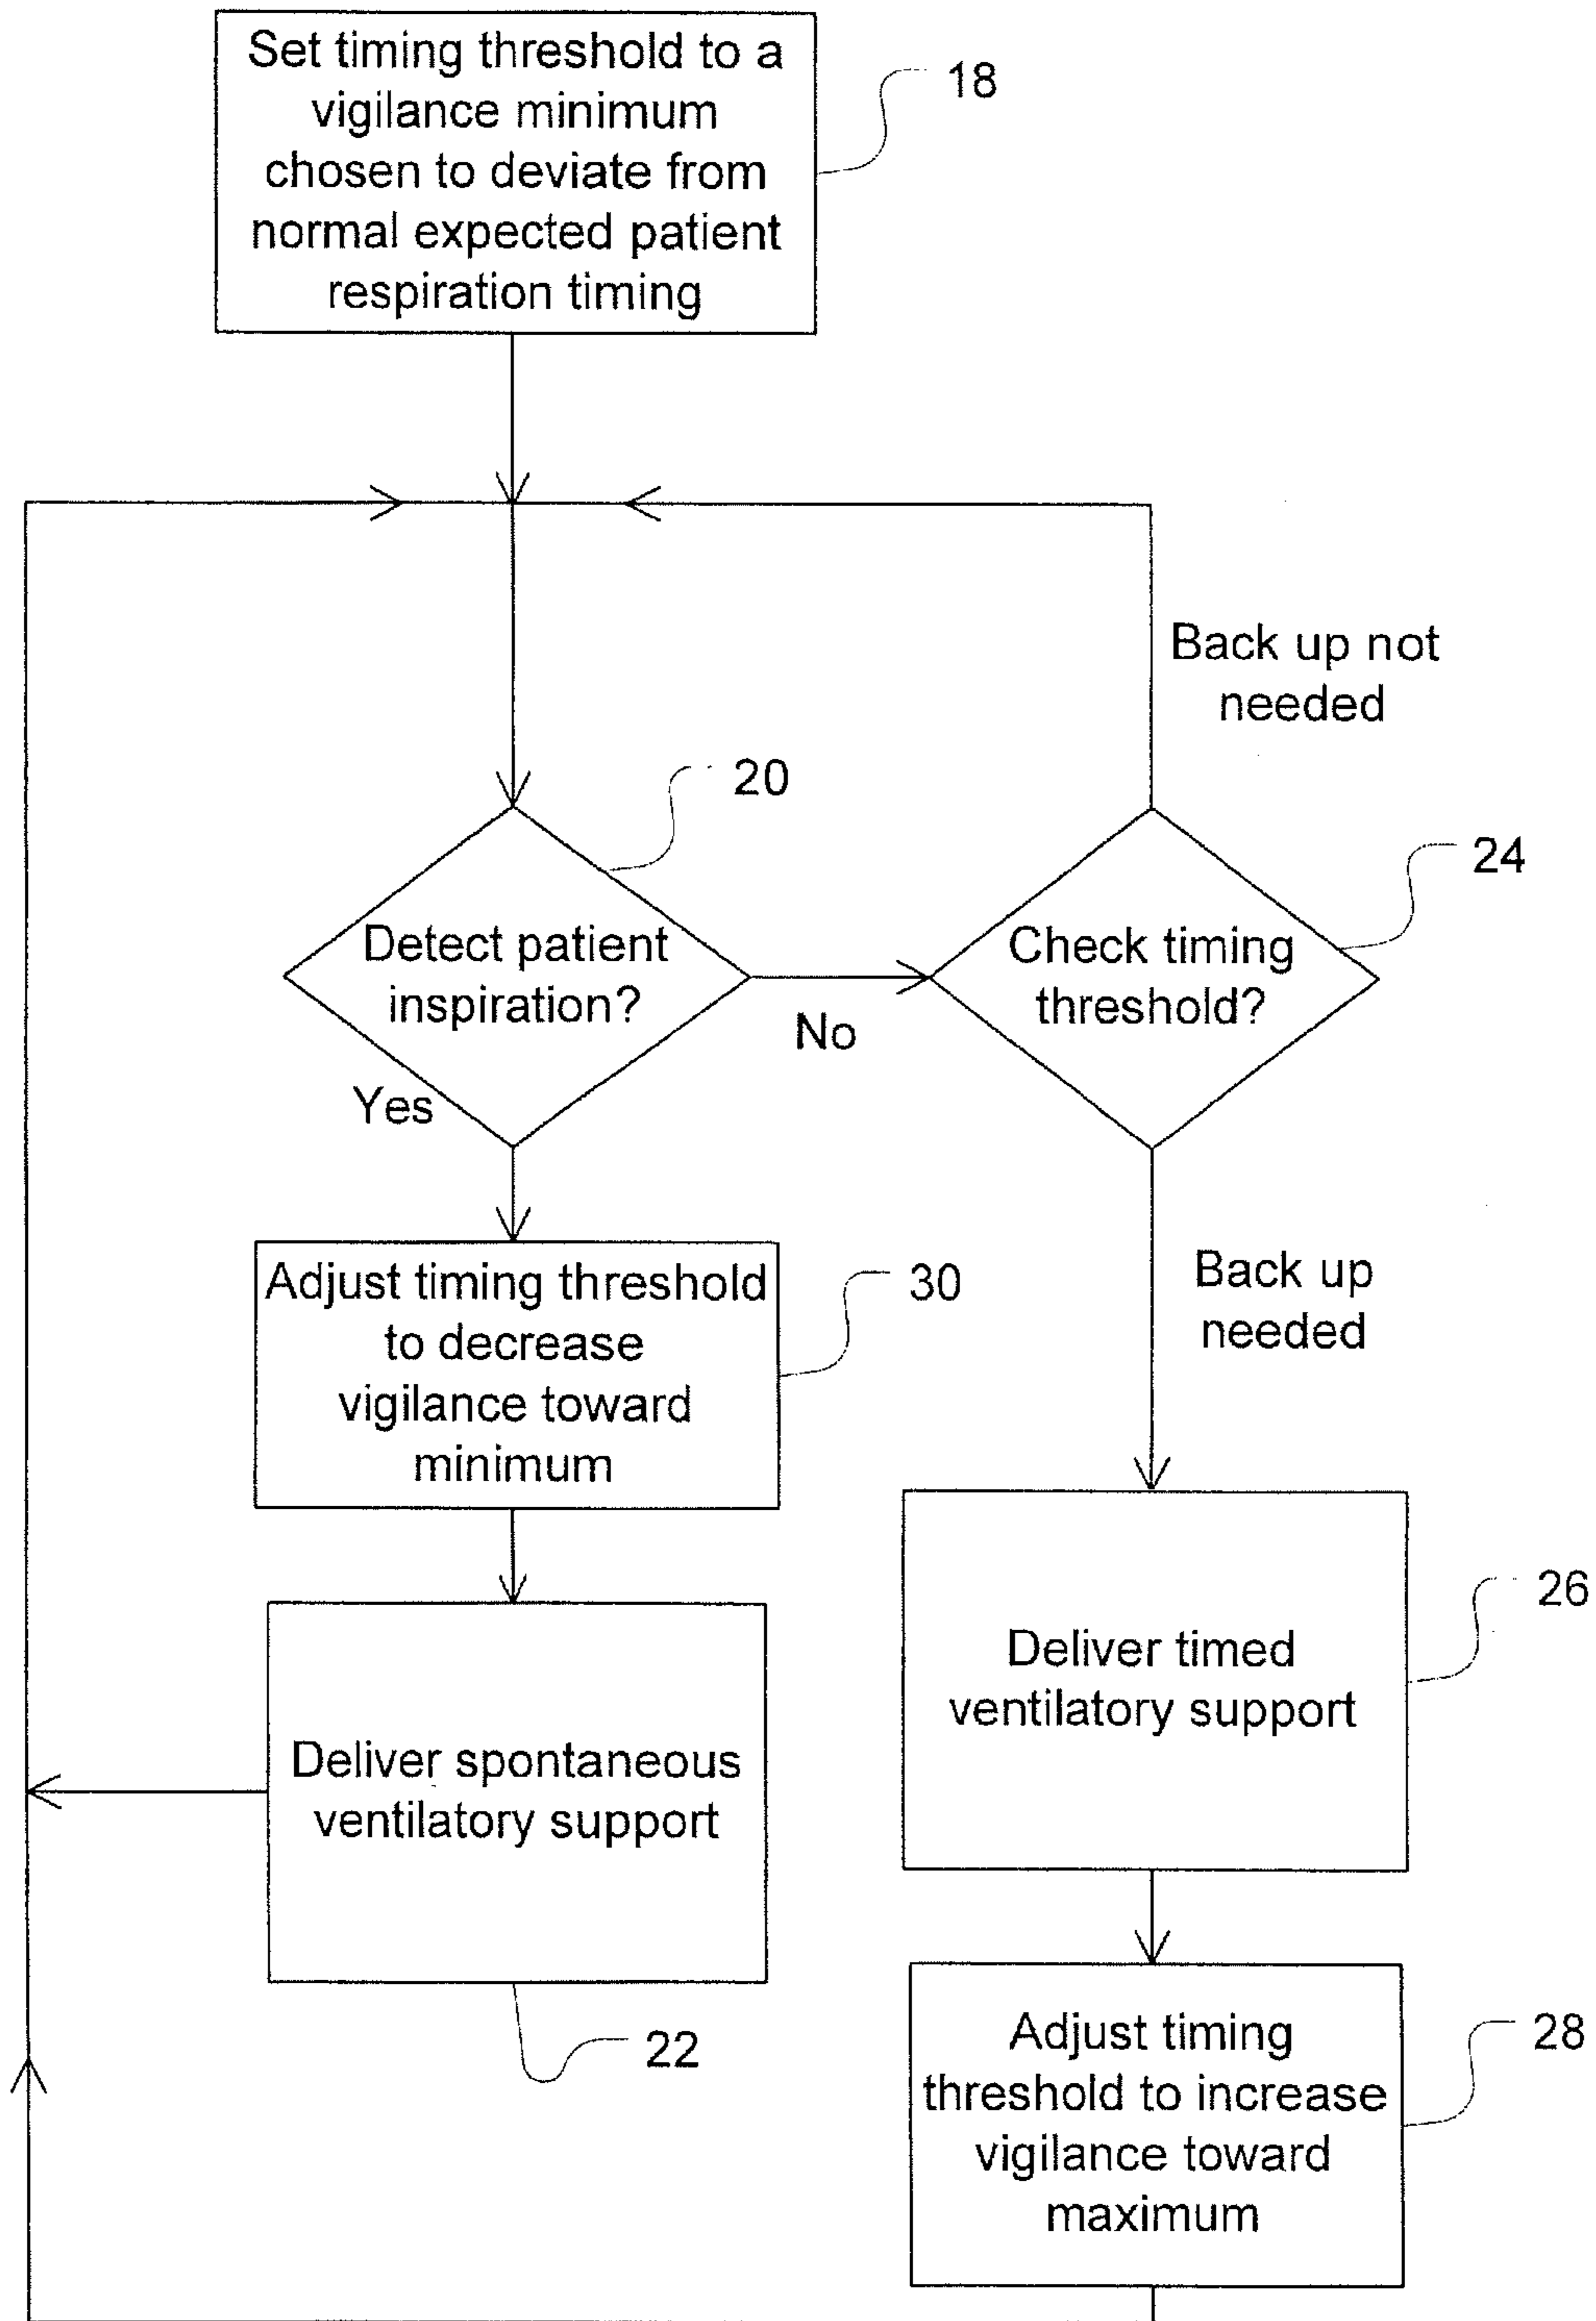 Set timing threshold to a
vigilance minimum
chosen to deviate from
normal expected patient
respiration timing
18
Back up not
needed
20
24
Detect patient
inspiration?
Check timing
threshold?
No
Yes
Adjust timing threshold
to decrease
vigilance toward
minimum
30
Back up
needed
Deliver spontaneous
ventilatory support
22
Deliver timed
ventilatory support
26
Adjust timing
threshold to increase
vigilance toward
maximum
28